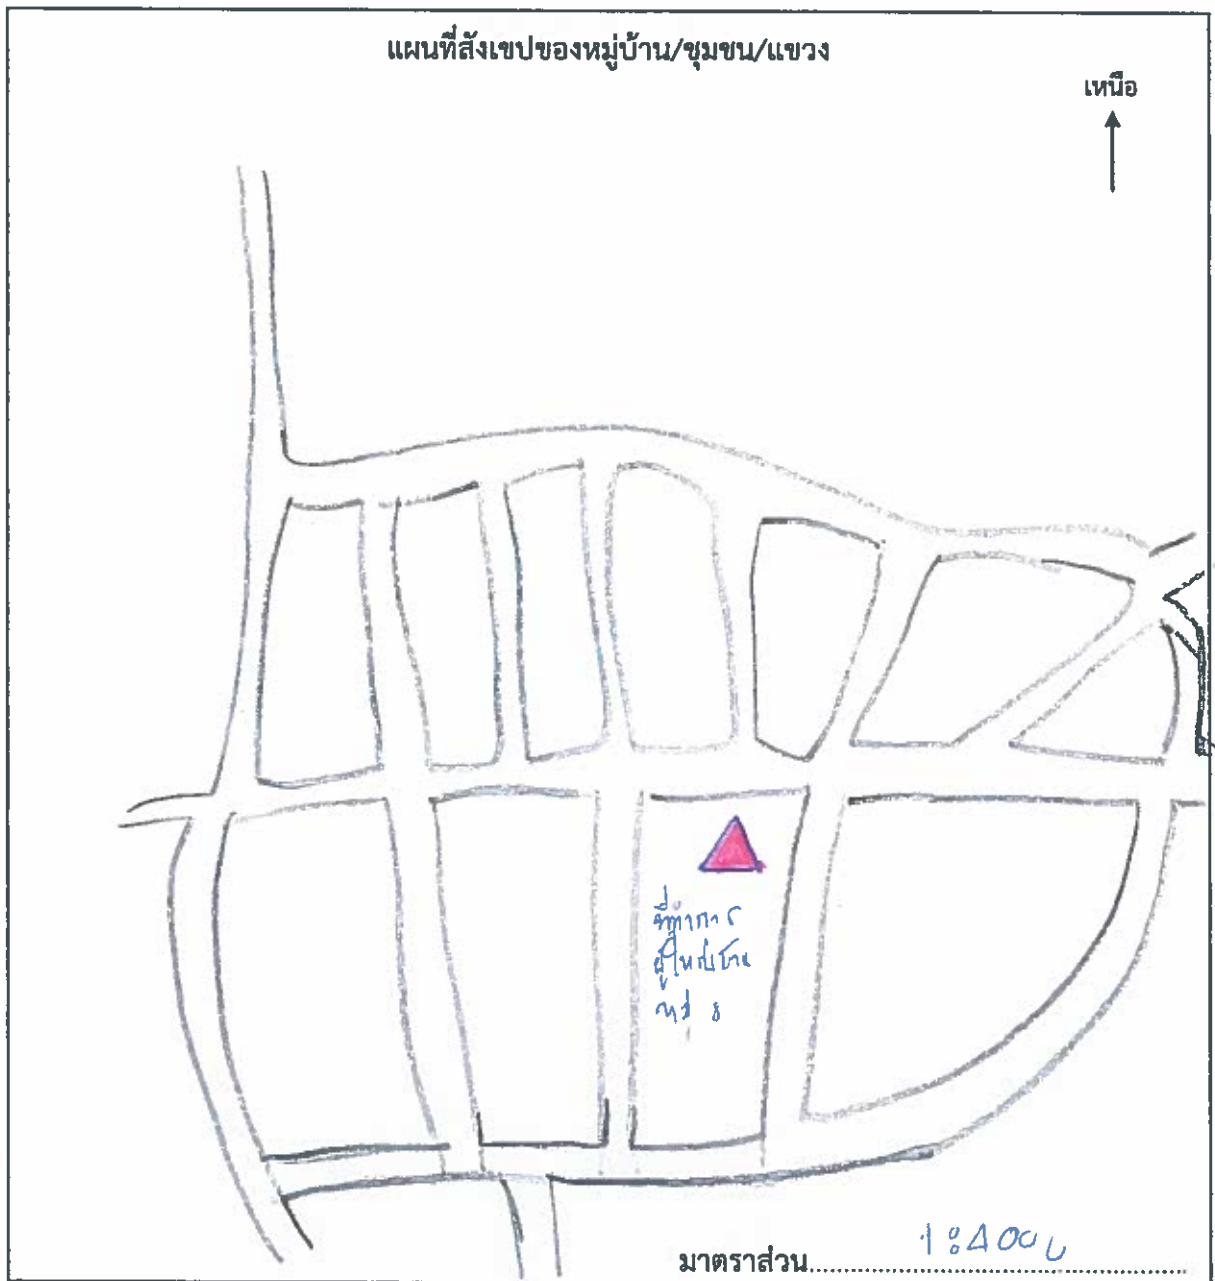 แผนที่สังเขปของหมู่บ้าน/ชุมชน/แขวง
เหนือ
ที่ทำการ
ผู้ใหญ่บ้าน
หมู่ 8
มาตราส่วน 1:4000